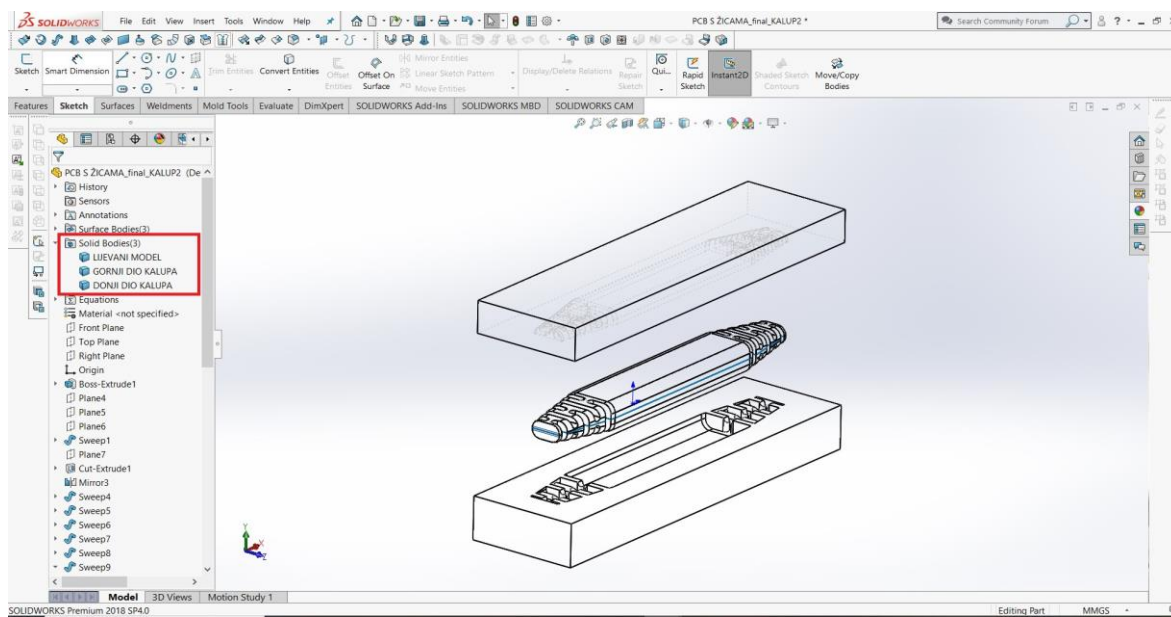 SOLIDWORKS File Edit View Insert Tools Window Help PCB S ŽICAMA_final_KALUP2 * Search Community Forum
Sketch Smart Dimension Trim Entities Convert Entities Offset Entities Offset On Surface Mirror Entities Linear Sketch Pattern Move Entities Display/Delete Relations Repair Sketch Qui... Rapid Sketch Instant2D Shaded Sketch Contours Move/Copy Bodies
Features Sketch Surfaces Weldments Mold Tools Evaluate DimXpert SOLIDWORKS Add-Ins SOLIDWORKS MBD SOLIDWORKS CAM
PCB S ŽICAMA_final_KALUP2 (De
History
Sensors
Annotations
Surface Bodies(3)
Solid Bodies(3)
LIJEVANI MODEL
GORNJI DIO KALUPA
DONJI DIO KALUPA
Equations
Material <not specified>
Front Plane
Top Plane
Right Plane
Origin
Boss-Extrude1
Plane4
Plane5
Plane6
Sweep1
Plane7
Cut-Extrude1
Mirror3
Sweep4
Sweep5
Sweep6
Sweep7
Sweep8
Sweep9
Y
X
Z
Model 3D Views Motion Study 1
SOLIDWORKS Premium 2018 SP4.0 Editing Part MMGS